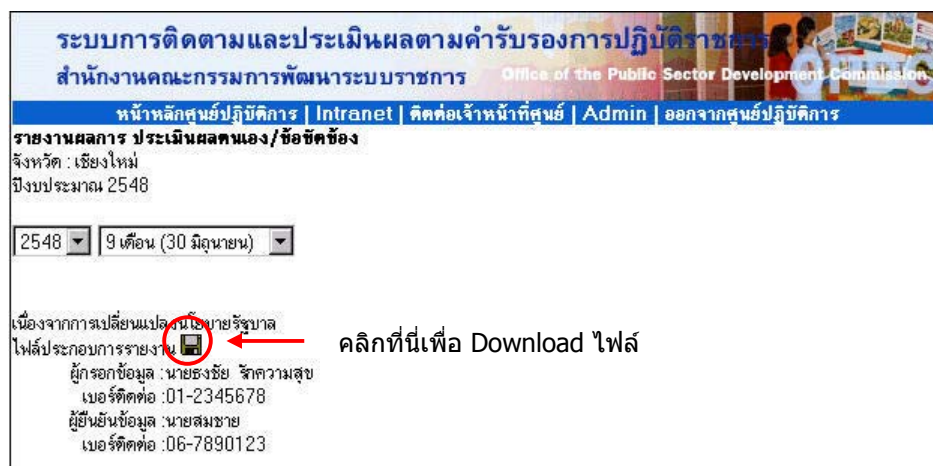 ระบบการติดตามและประเมินผลตามคำรับรองการปฏิบัติราชการ
สำนักงานคณะกรรมการพัฒนาระบบราชการ Office of the Public Sector Development Commission
หน้าหลักศูนย์ปฏิบัติการ | Intranet | ติดต่อเจ้าหน้าที่ศูนย์ | Admin | ออกจากศูนย์ปฏิบัติการ
รายงานผลการ ประเมินผลตนเอง/ข้อขัดข้อง
จังหวัด : เชียงใหม่
ปีงบประมาณ 2548
2548 9 เดือน (30 มิถุนายน)
เนื่องจากการเปลี่ยนแปลงนโยบายรัฐบาล
ไฟล์ประกอบการรายงาน คลิกที่นี่เพื่อ Download ไฟล์
ผู้กรอกข้อมูล :นายธงชัย รักความสุข
เบอร์ติดต่อ :01-2345678
ผู้ยืนยันข้อมูล :นายสมชาย
เบอร์ติดต่อ :06-7890123